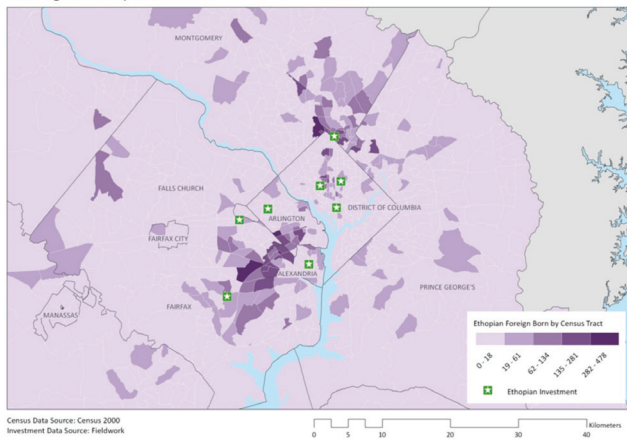 MONTGOMERY
FALLS CHURCH
DISTRICT OF COLUMBIA
ARLINGTON
FAIRFAX CITY
ALEXANDRIA
PRINCE GEORGE'S
FAIRFAX
MANASSAS
Ethiopian Foreign Born by Census Tract
0 - 18
19 - 61
62 - 134
135 - 281
282 - 478
Ethiopian Investment
Census Data Source: Census 2000
Investment Data Source: Fieldwork
Kilometers
0 5 10 20 30 40